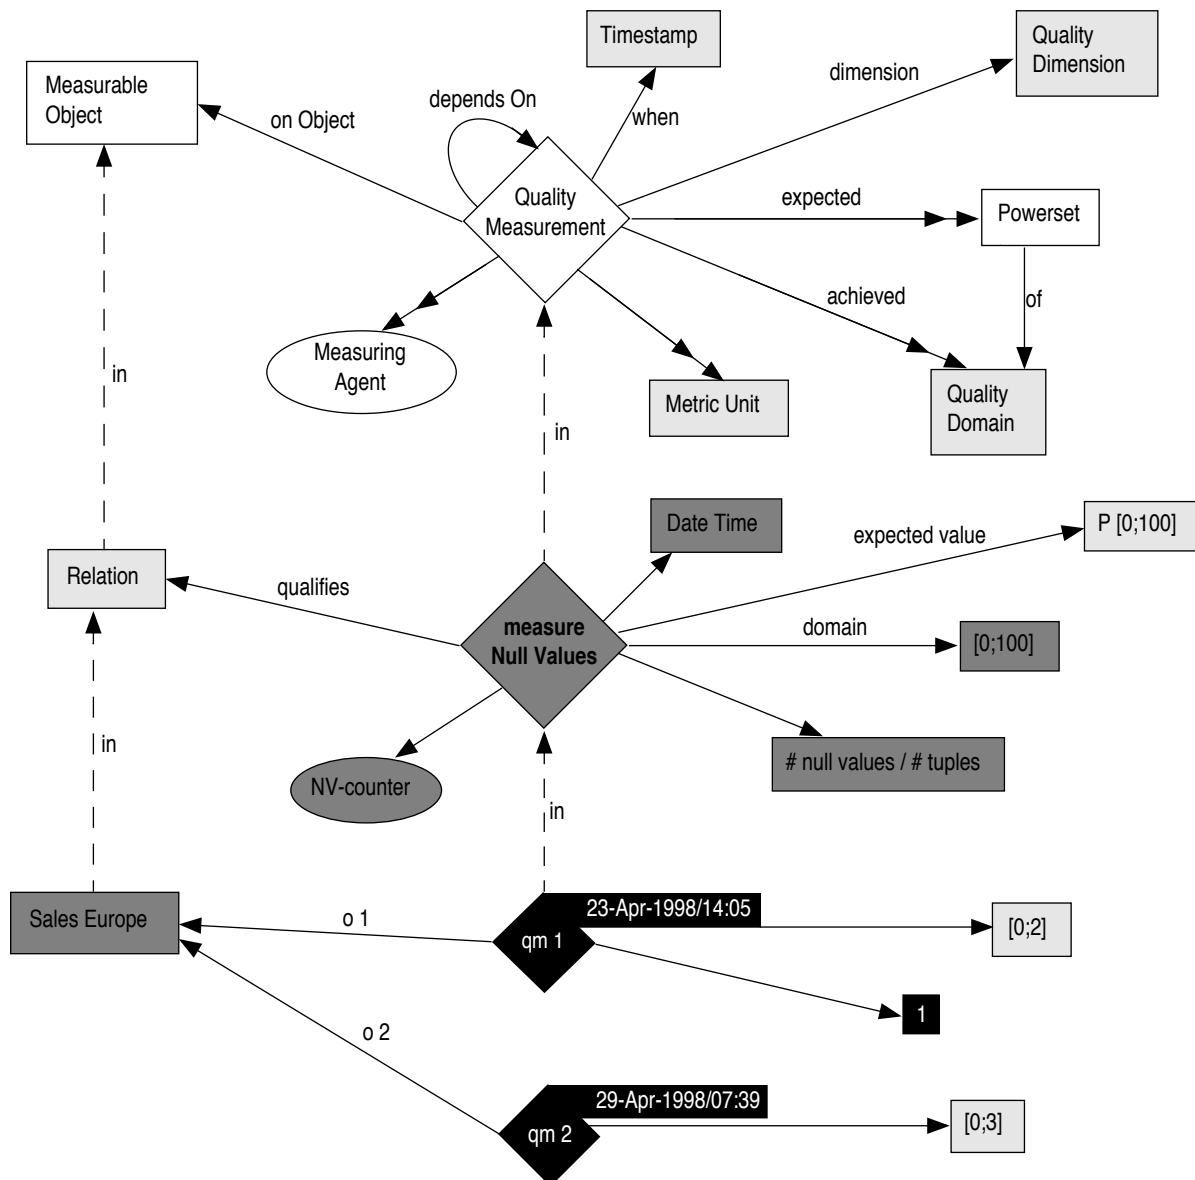 Timestamp
Quality
Dimension
Measurable
Object
dimension
depends On
on Object
when
Quality
Measurement
expected
Powerset
achieved
of
Measuring
Agent
in
Metric Unit
Quality
Domain
in
Date Time
expected value
P [0;100]
Relation
qualifies
measure
Null Values
domain
[0;100]
in
NV-counter
# null values / # tuples
in
Sales Europe
o 1
23-Apr-1998/14:05
qm 1
[0;2]
1
o 2
29-Apr-1998/07:39
qm 2
[0;3]